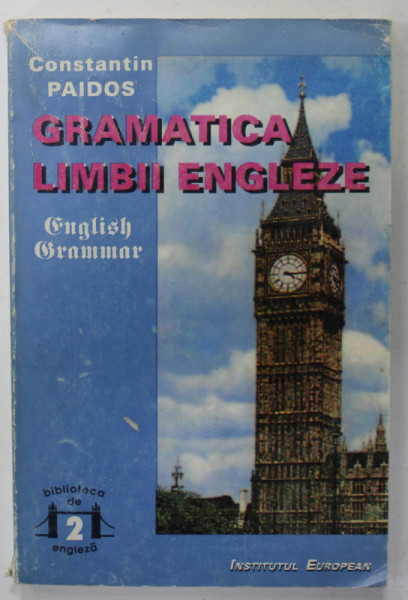 Constantin
PAIDOS
GRAMATICA
LIMBII ENGLEZE
English
Grammar
biblioteca
de
2
engleză
INSTITUTUL EUROPEAN